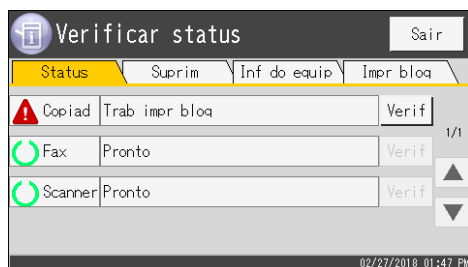 Verificar status
Sair
Status
Suprim
Inf do equip
Impr bloq
Copiad
Trab impr bloq
Verif
1/1
Fax
Pronto
Verif
Scanner
Pronto
Verif
02/27/2018 01:47 PM